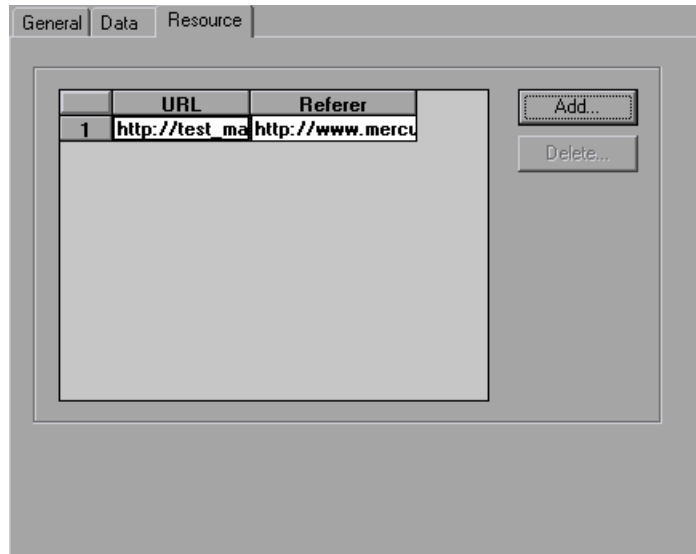 General Data Resource
URL Referer Add...
1 http://test_ma http://www.mercu
Delete...